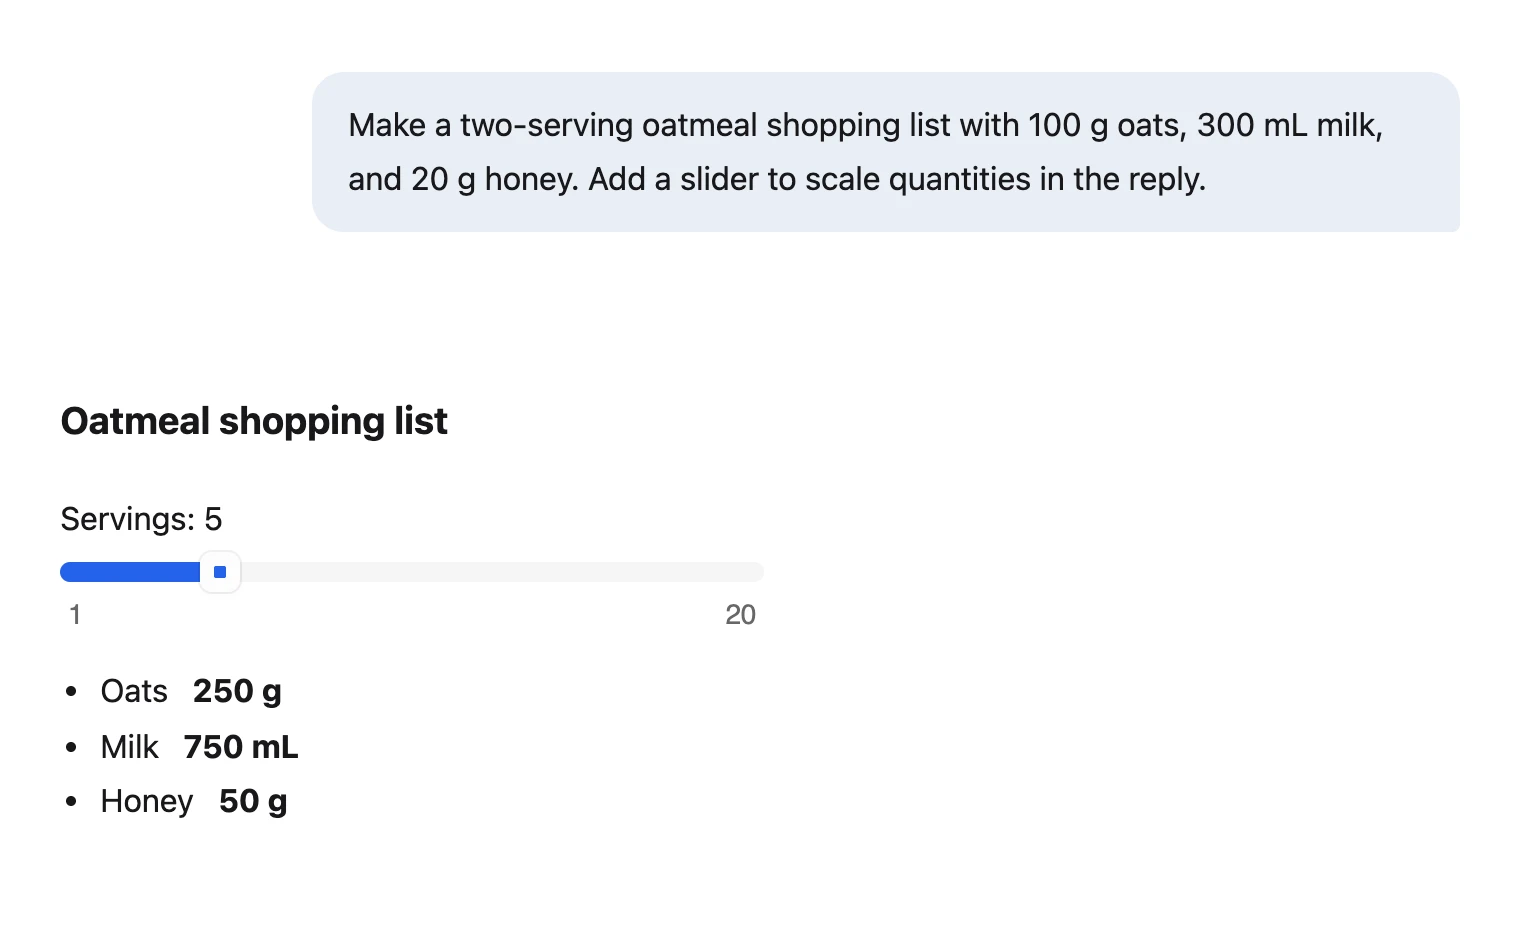 Make a two-serving oatmeal shopping list with 100 g oats, 300 mL milk,
and 20 g honey. Add a slider to scale quantities in the reply.
Oatmeal shopping list
Servings: 5
1 20
• Oats 250 g
• Milk 750 mL
• Honey 50 g